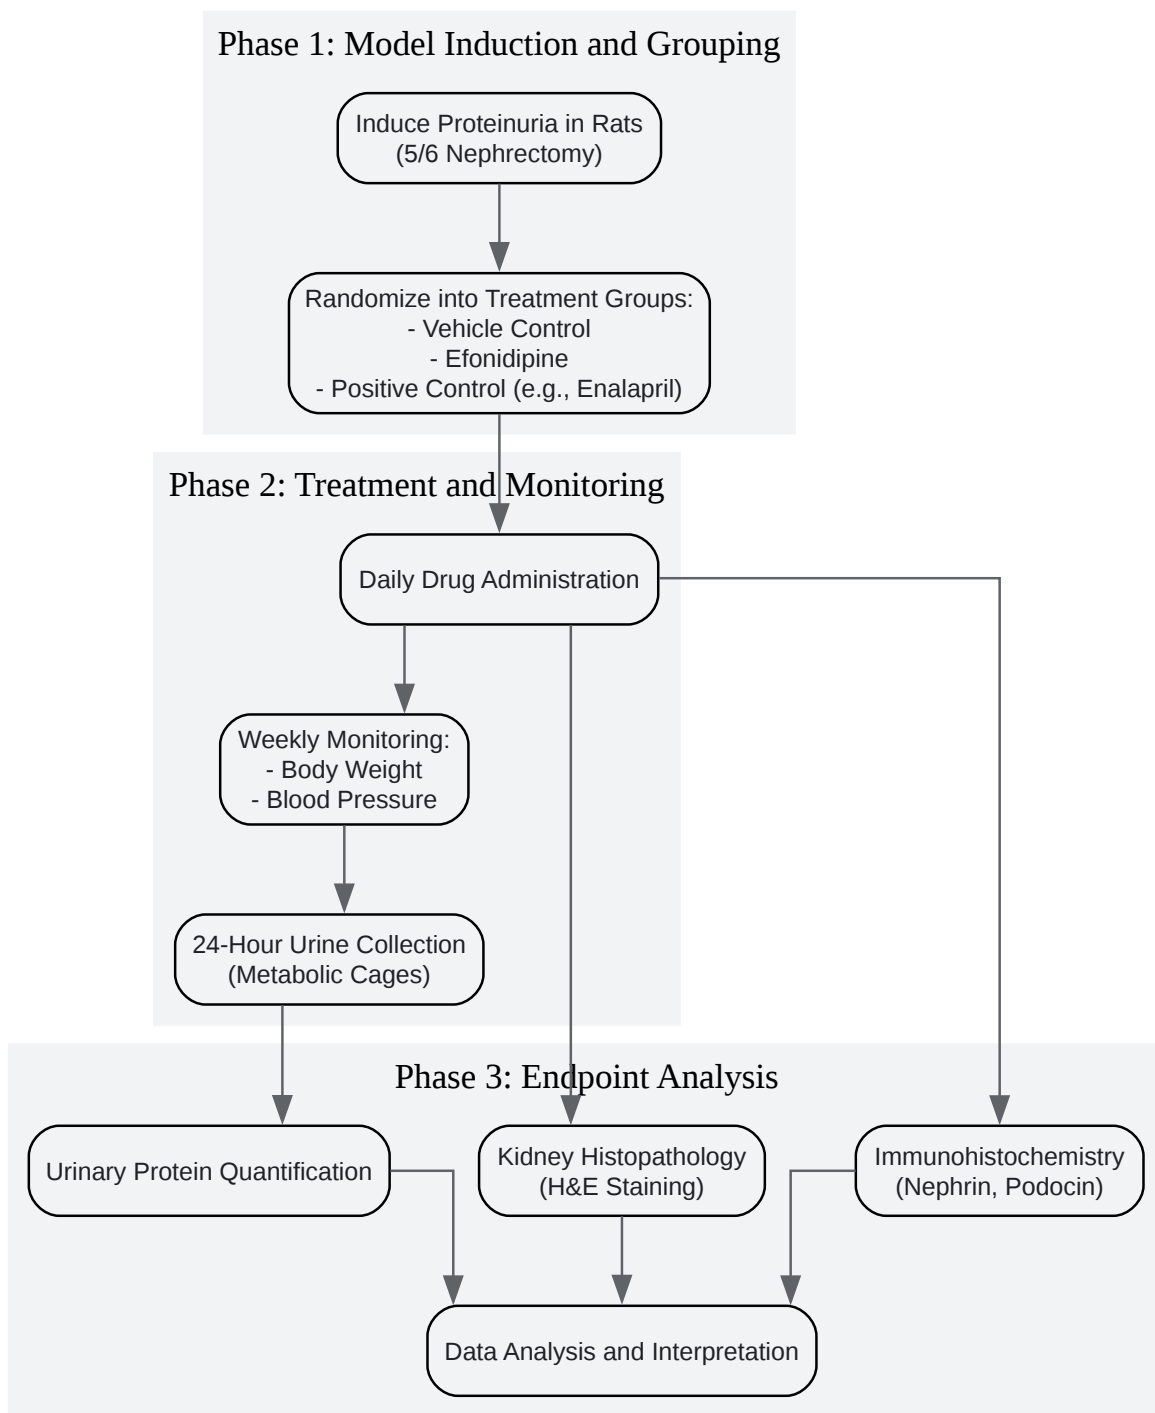 Phase 1: Model Induction and Grouping
Induce Proteinuria in Rats
(5/6 Nephrectomy)
Randomize into Treatment Groups:
- Vehicle Control
- Efonidipine
- Positive Control (e.g., Enalapril)
Phase 2: Treatment and Monitoring
Daily Drug Administration
Weekly Monitoring:
- Body Weight
- Blood Pressure
24-Hour Urine Collection
(Metabolic Cages)
Phase 3: Endpoint Analysis
Urinary Protein Quantification
Kidney Histopathology
(H&E Staining)
Immunohistochemistry
(Nephrin, Podocin)
Data Analysis and Interpretation